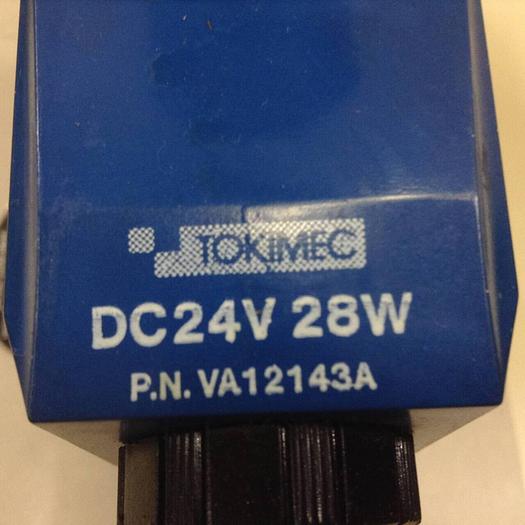 TOKIMEC
DC24V 28W
P.N. VA12143A